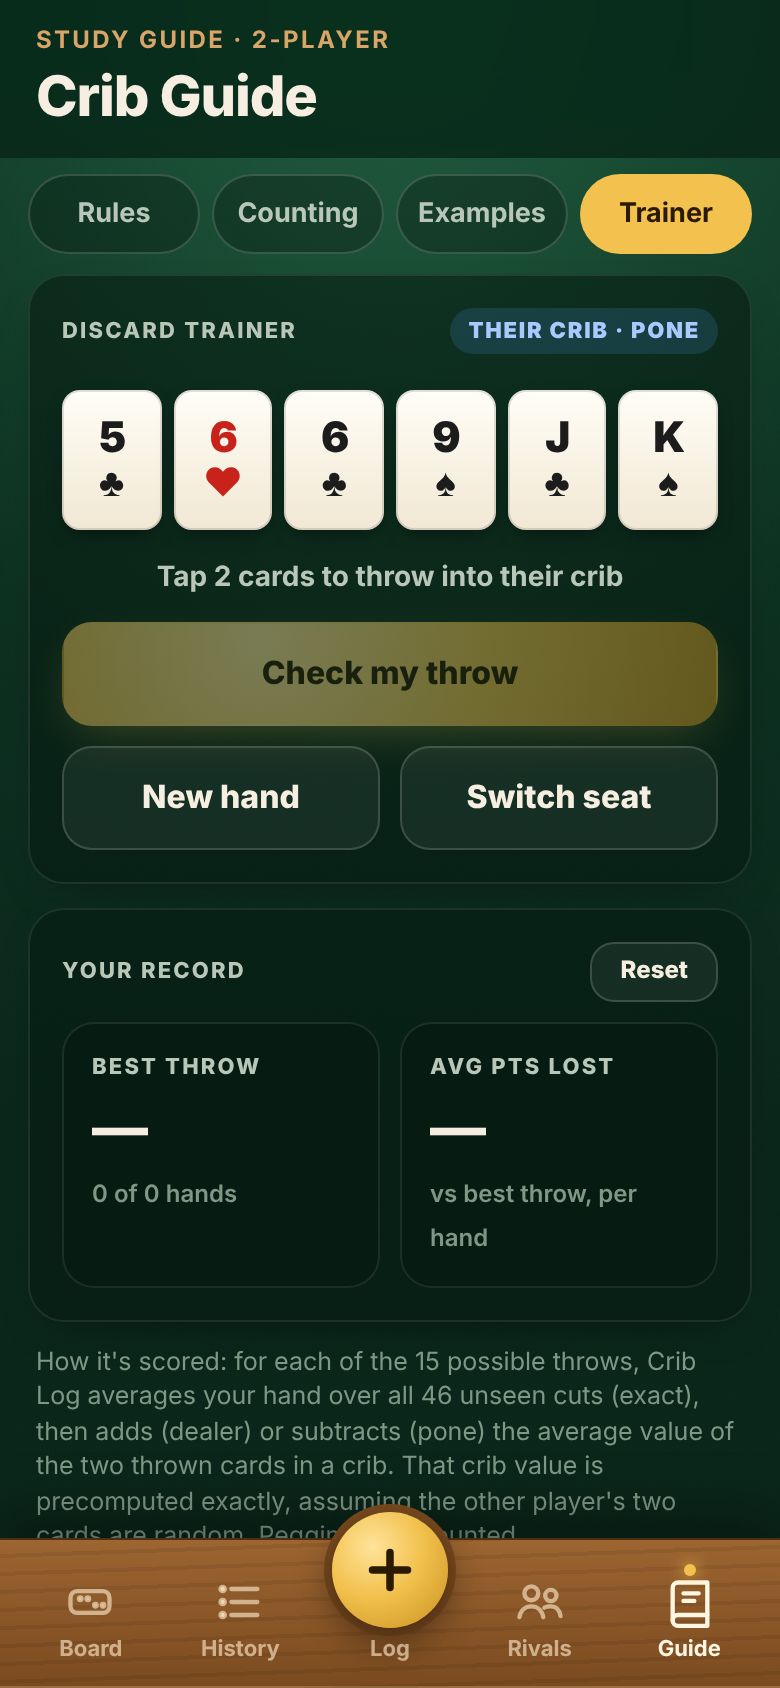 STUDY GUIDE · 2-PLAYER
Crib Guide
Rules
Counting
Examples
Trainer
DISCARD TRAINER
THEIR CRIB · PONE
5 6 6 9 J K
♣ ♥ ♣ ♠ ♣ ♠
Tap 2 cards to throw into their crib
Check my throw
New hand
Switch seat
YOUR RECORD
Reset
BEST THROW
—
0 of 0 hands
AVG PTS LOST
—
vs best throw, per
hand
How it's scored: for each of the 15 possible throws, Crib
Log averages your hand over all 46 unseen cuts (exact),
then adds (dealer) or subtracts (pone) the average value of
the two thrown cards in a crib. That crib value is
precomputed exactly, assuming the other player's two
cards are random.
Board
History
Log
Rivals
Guide